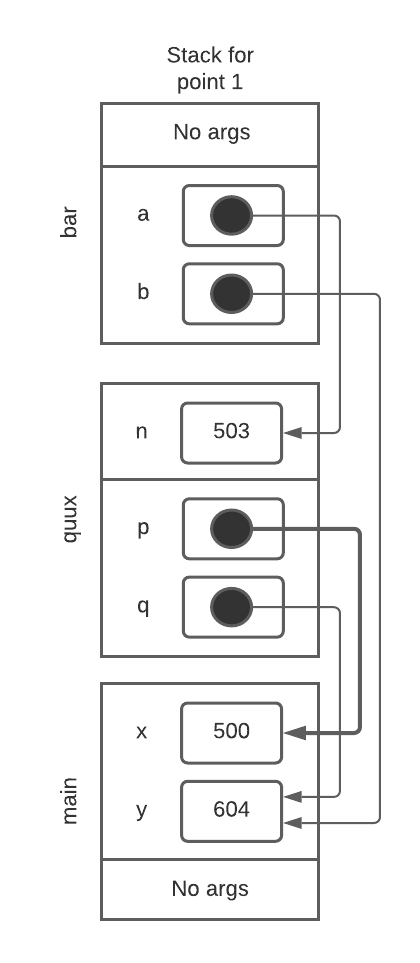 Stack for
point 1
No args
bar
a
b
quux
n
503
p
q
main
x
500
y
604
No args